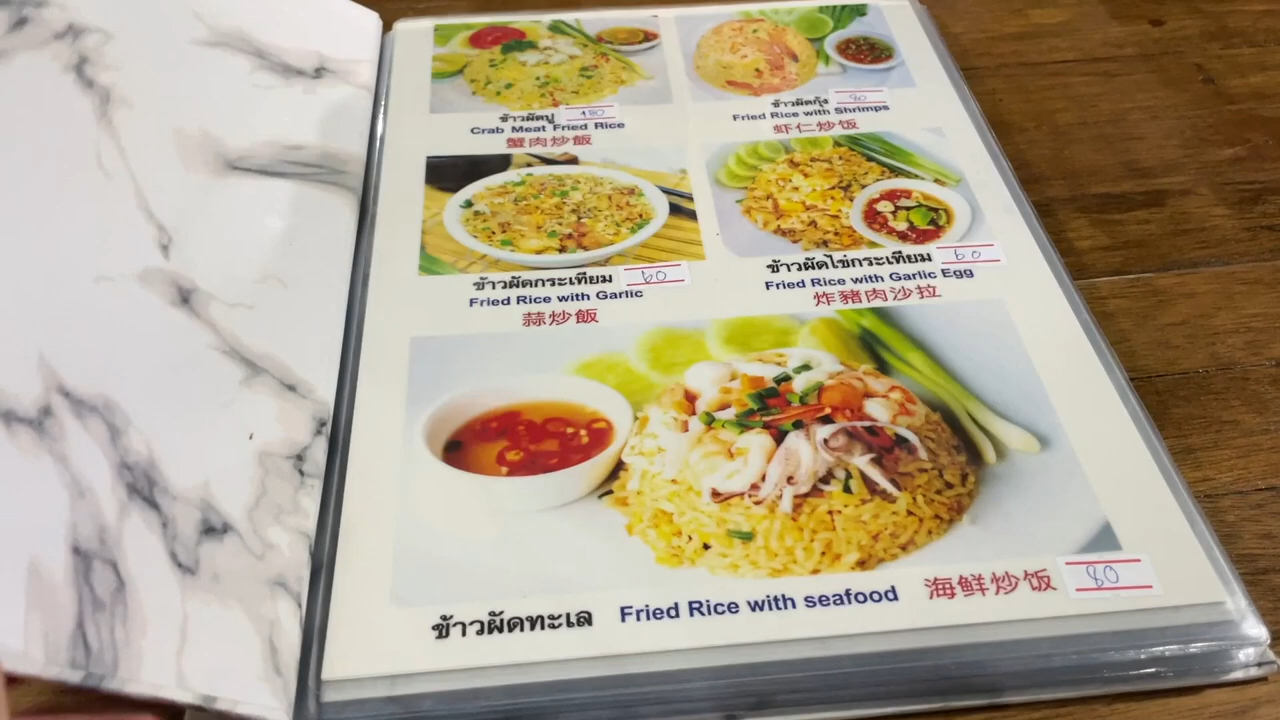 ข้าวผัดปู 180
Crab Meat Fried Rice
蟹肉炒飯
ข้าวผัดกุ้ง 80
Fried Rice with Shrimps
虾仁炒饭
ข้าวผัดกระเทียม 60
Fried Rice with Garlic
蒜炒飯
ข้าวผัดไข่กระเทียม 60
Fried Rice with Garlic Egg
炸豬肉沙拉
ข้าวผัดทะเล Fried Rice with seafood 海鲜炒饭 80